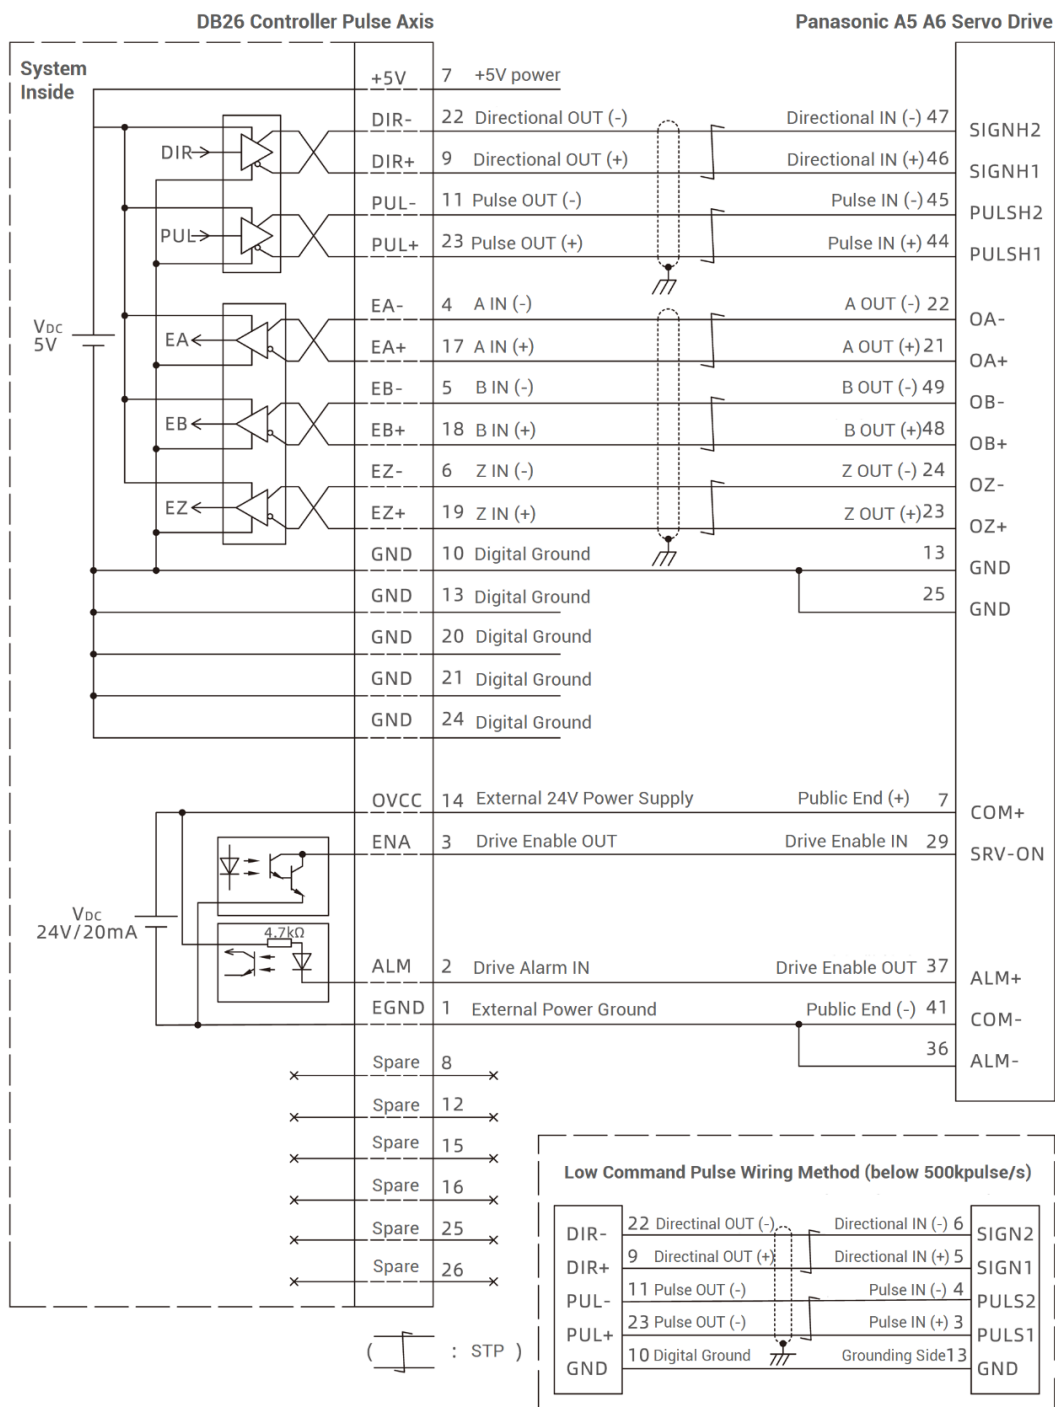 DB26 Controller Pulse Axis
Panasonic A5 A6 Servo Drive
System
Inside
+5V 7 +5V power
DIR- 22 Directional OUT (-) Directional IN (-) 47 SIGNH2
DIR
DIR+ 9 Directional OUT (+) Directional IN (+) 46 SIGNH1
PUL- 11 Pulse OUT (-) Pulse IN (-) 45 PULSH2
PUL
PUL+ 23 Pulse OUT (+) Pulse IN (+) 44 PULSH1
EA- 4 A IN (-) A OUT (-) 22 OA-
VDC
5V
EA
EA+ 17 A IN (+) A OUT (+) 21 OA+
EB- 5 B IN (-) B OUT (-) 49 OB-
EB
EB+ 18 B IN (+) B OUT (+) 48 OB+
EZ- 6 Z IN (-) Z OUT (-) 24 OZ-
EZ
EZ+ 19 Z IN (+) Z OUT (+) 23 OZ+
GND 10 Digital Ground 13 GND
GND 13 Digital Ground 25 GND
GND 20 Digital Ground
GND 21 Digital Ground
GND 24 Digital Ground
OVCC 14 External 24V Power Supply Public End (+) 7 COM+
ENA 3 Drive Enable OUT Drive Enable IN 29 SRV-ON
VDC
24V/20mA
4.7kΩ
ALM 2 Drive Alarm IN Drive Enable OUT 37 ALM+
EGND 1 External Power Ground Public End (-) 41 COM-
36 ALM-
Spare 8
Spare 12
Spare 15
Spare 16
Spare 25
Spare 26
( : STP )
Low Command Pulse Wiring Method (below 500kpulse/s)
DIR- 22 Directinal OUT (-) Directional IN (-) 6 SIGN2
DIR+ 9 Directinal OUT (+) Directional IN (+) 5 SIGN1
PUL- 11 Pulse OUT (-) Pulse IN (-) 4 PULS2
PUL+ 23 Pulse OUT (-) Pulse IN (+) 3 PULS1
GND 10 Digital Ground Grounding Side 13 GND